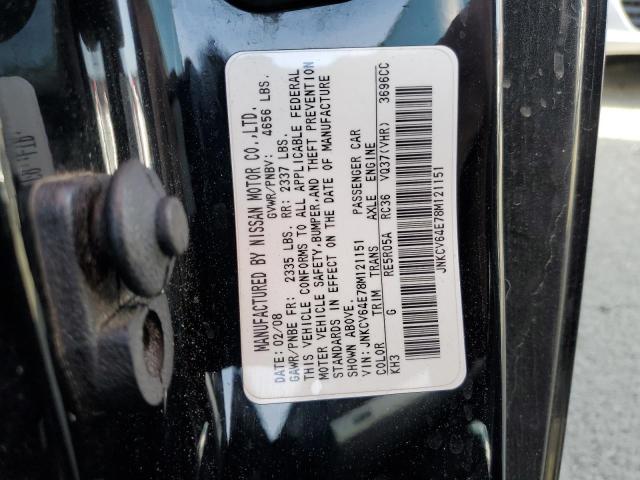 MANUFACTURED BY NISSAN MOTOR CO.,LTD.
DATE: 02/08 GVWR/PNBV: 4656 LBS.
GAWR/PNBE FR: 2335 LBS. RR: 2337 LBS.
THIS VEHICLE CONFORMS TO ALL APPLICABLE FEDERAL
MOTOR VEHICLE SAFETY,BUMPER,AND THEFT PREVENTION
STANDARDS IN EFFECT ON THE DATE OF MANUFACTURE
SHOWN ABOVE.
VIN: JNKCV64E78M121151 PASSENGER CAR
COLOR TRIM TRANS AXLE ENGINE
KH3 G RE5R05A RC36 VQ37(VHR) 3696CC
JNKCV64E78M121151